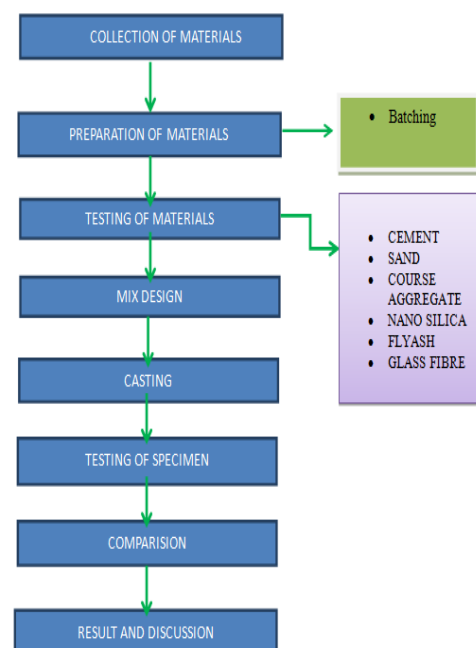 COLLECTION OF MATERIALS
PREPARATION OF MATERIALS
• Batching
TESTING OF MATERIALS
• CEMENT
• SAND
• COURSE
AGGREGATE
• NANO SILICA
• FLYASH
• GLASS FIBRE
MIX DESIGN
CASTING
TESTING OF SPECIMEN
COMPARISION
RESULT AND DISCUSSION